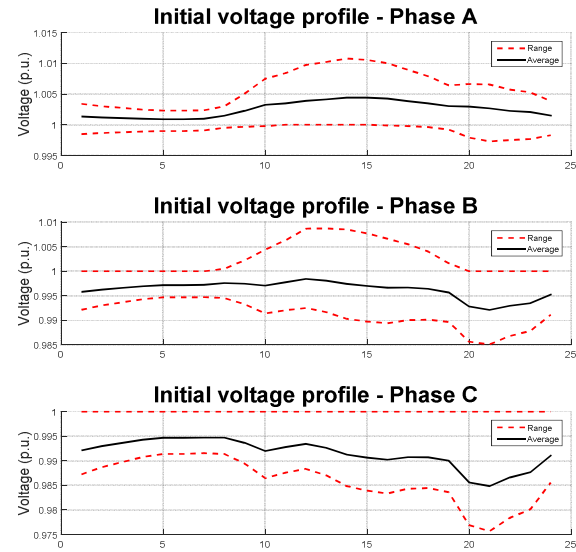 Initial voltage profile - Phase A
1.015
1.01
1.005
1
0.995
Voltage (p.u.)
Range
Average
0 5 10 15 20 25
Initial voltage profile - Phase B
1.01
1.005
1
0.995
0.99
0.985
Voltage (p.u.)
Range
Average
0 5 10 15 20 25
Initial voltage profile - Phase C
1
0.995
0.99
0.985
0.98
0.975
Voltage (p.u.)
Range
Average
0 5 10 15 20 25